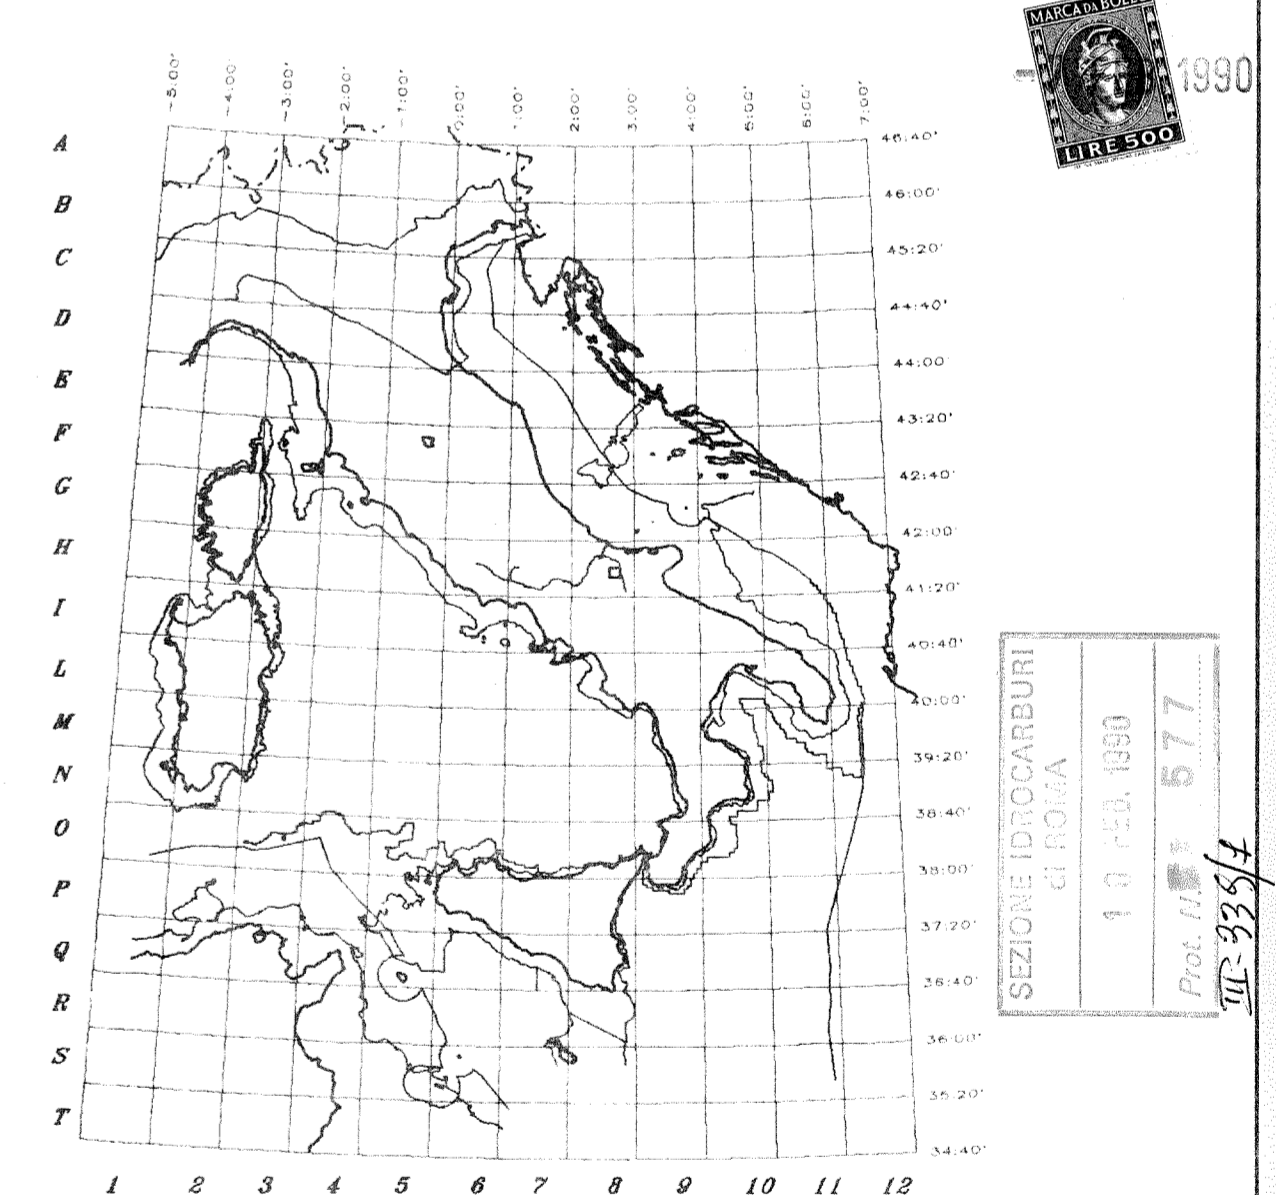 MARCA DA BOLLO
LIRE 500
1990
-5:00' -4:00' -3:00' -2:00' -1:00' 0:00' 1:00' 2:00' 3:00' 4:00' 5:00' 6:00' 7:00'
A 46:40'
B 46:00'
C 45:20'
D 44:40'
E 44:00'
F 43:20'
G 42:40'
H 42:00'
I 41:20'
L 40:40'
M 40:00'
N 39:20'
O 38:40'
P 38:00'
Q 37:20'
R 36:40'
S 36:00'
T 35:20'
34:40'
1 2 3 4 5 6 7 8 9 10 11 12
SEZIONE IDROCARBURI
di ROMA
10 FEB. 1990
Prot. N. 577
III-339/7